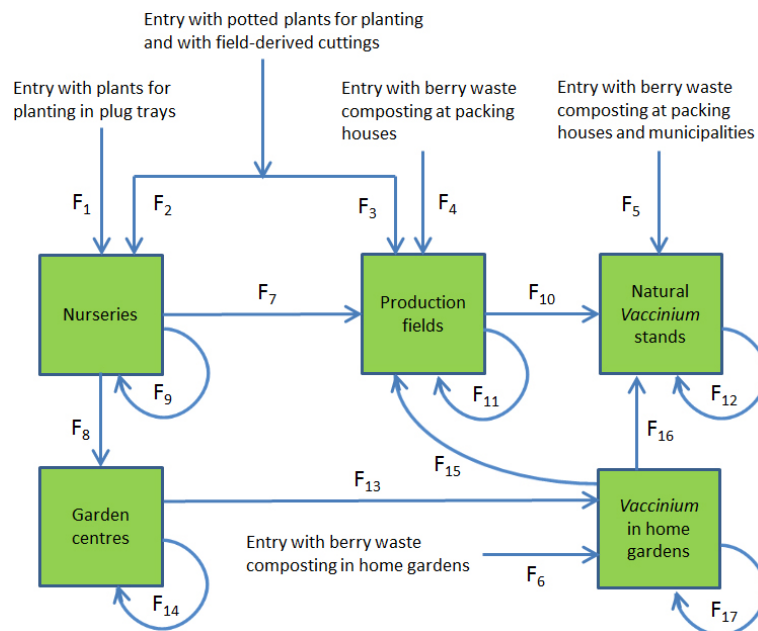 Entry with potted plants for planting
and with field-derived cuttings
Entry with plants for
planting in plug trays
Entry with berry waste
composting at packing
houses
Entry with berry waste
composting at packing
houses and municipalities
F1
F2
F3
F4
F5
Nurseries
F7
Production
fields
F10
Natural
Vaccinium
stands
F9
F11
F12
F8
F15
F16
Garden
centres
F13
Vaccinium
in home
gardens
Entry with berry waste
composting in home gardens
F6
F14
F17